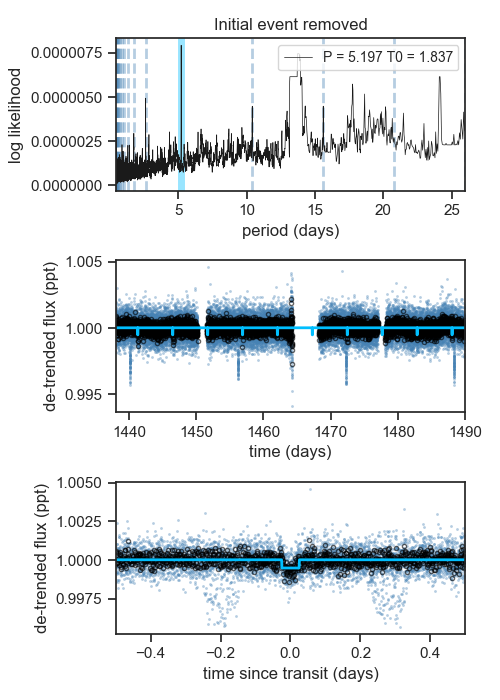 Initial event removed
0.0000075
0.0000050
0.0000025
0.0000000
log liikelihood
P = 5.197 T0 = 1.837
5 10 15 20 25
period (days)
1.005
1.000
0.995
de-trended flux (ppt)
1440 1450 1460 1470 1480 1490
time (days)
1.0050
1.0025
1.0000
0.9975
de-trended flux (ppt)
−0.4 −0.2 0.0 0.2 0.4
time since transit (days)